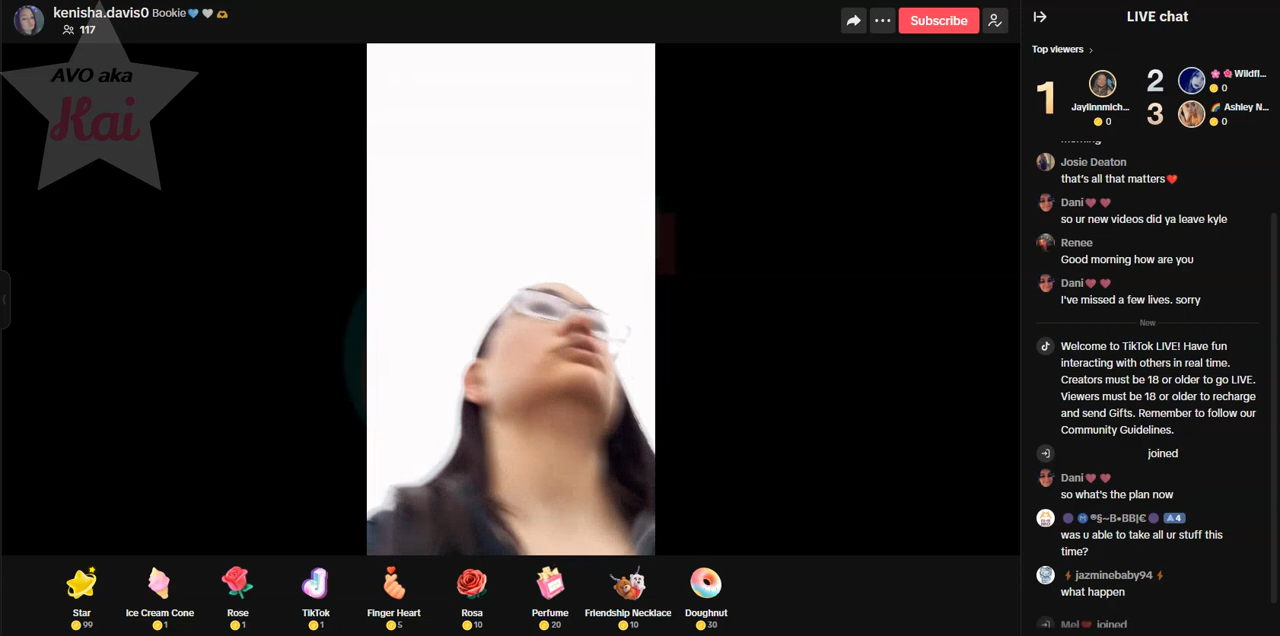 kenisha.davis0 Bookie🩵🤍🫶
117
Subscribe
AVO aka
Kai
LIVE chat
Top viewers
1
Jaylinnmich...
0
2
🌸🌺 Wildfl...
0
3
🌈 Ashley N...
0
morning
Josie Deaton
that's all that matters❤️
Dani
so ur new videos did ya leave kyle
Renee
Good morning how are you
Dani
I've missed a few lives. sorry
New
Welcome to TikTok LIVE! Have fun
interacting with others in real time.
Creators must be 18 or older to go LIVE.
Viewers must be 18 or older to recharge
and send Gifts. Remember to follow our
Community Guidelines.
joined
Dani
so what's the plan now
®§~B•BB|€ 4
was u able to take all ur stuff this
time?
⚡jazminebaby94⚡
what happen
Mel joined
Star
99
Ice Cream Cone
1
Rose
1
TikTok
1
Finger Heart
5
Rosa
10
Perfume
20
Friendship Necklace
10
Doughnut
30